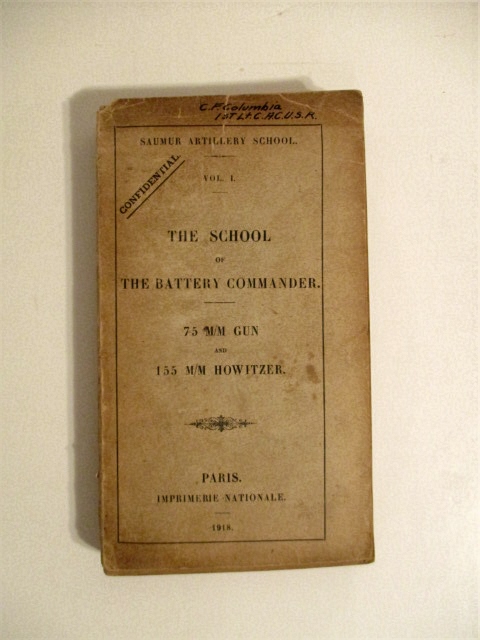 C.F. Columbia
1ST Lt. C.A.C. U.S.R.
SAUMUR ARTILLERY SCHOOL.
VOL. I.
CONFIDENTIAL
THE SCHOOL
OF
THE BATTERY COMMANDER.
75 M/M GUN
AND
155 M/M HOWITZER.
PARIS.
IMPRIMERIE NATIONALE.
1918.